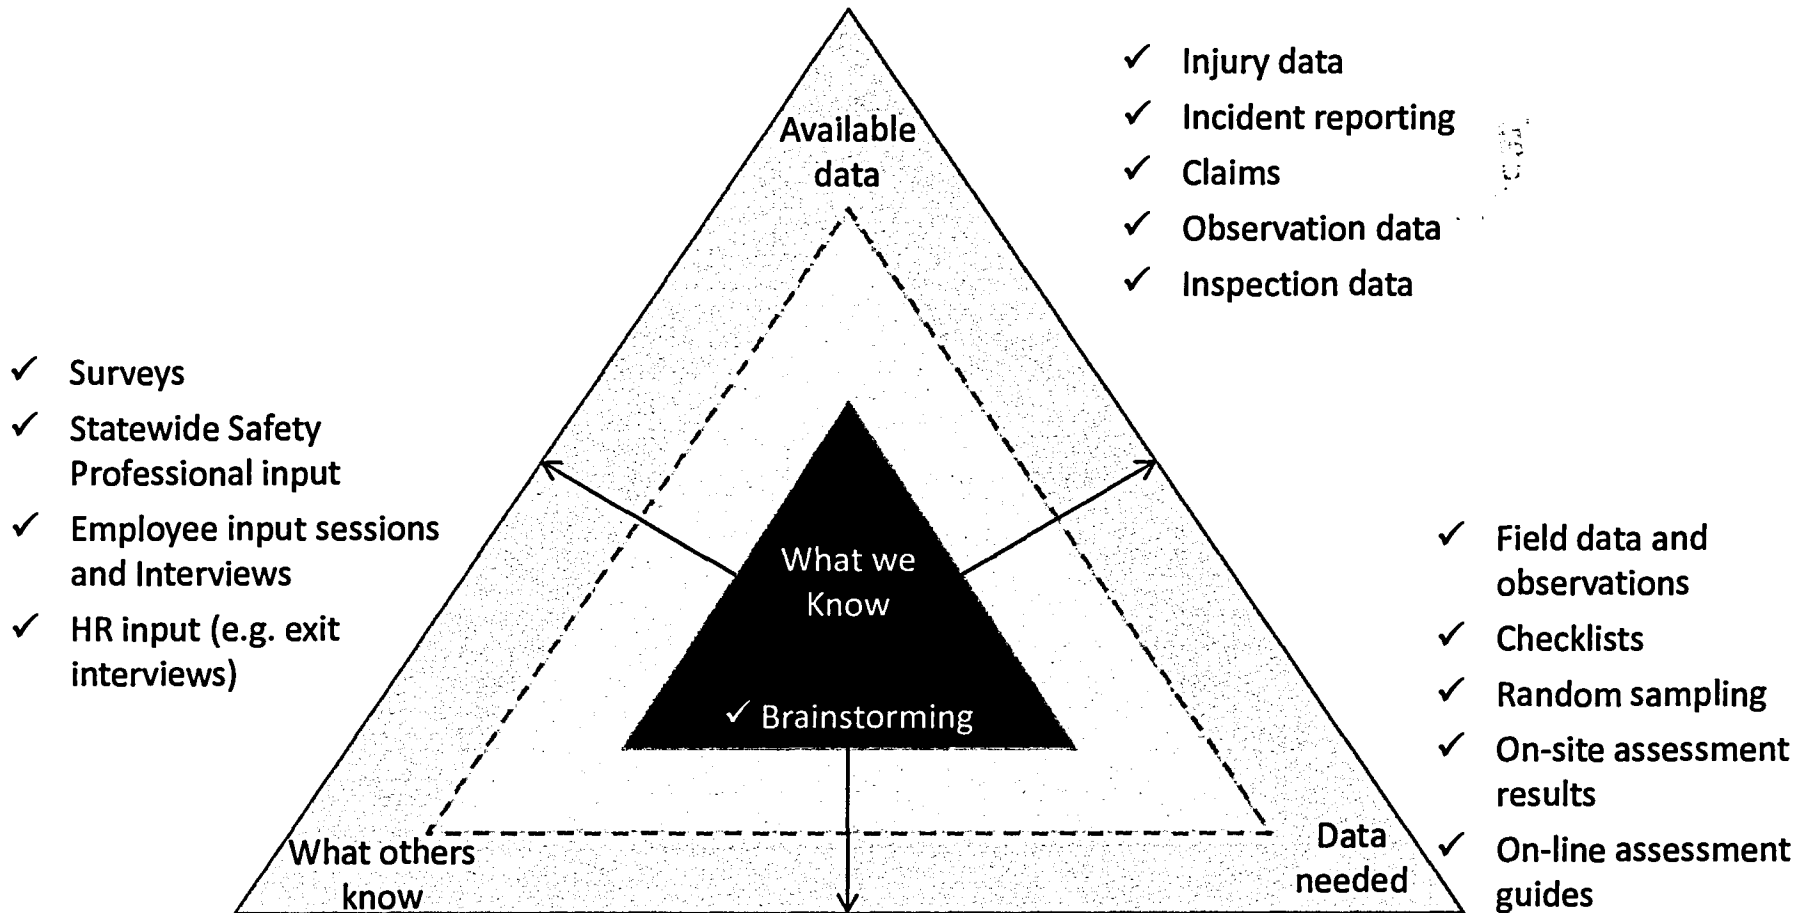 Available
data
✓ Injury data
✓ Incident reporting
✓ Claims
✓ Observation data
✓ Inspection data
✓ Surveys
✓ Statewide Safety
Professional input
✓ Employee input sessions
and Interviews
✓ HR input (e.g. exit
interviews)
What we
Know
✓ Brainstorming
✓ Field data and
observations
✓ Checklists
✓ Random sampling
✓ On-site assessment
results
✓ On-line assessment
guides
What others
know
Data
needed